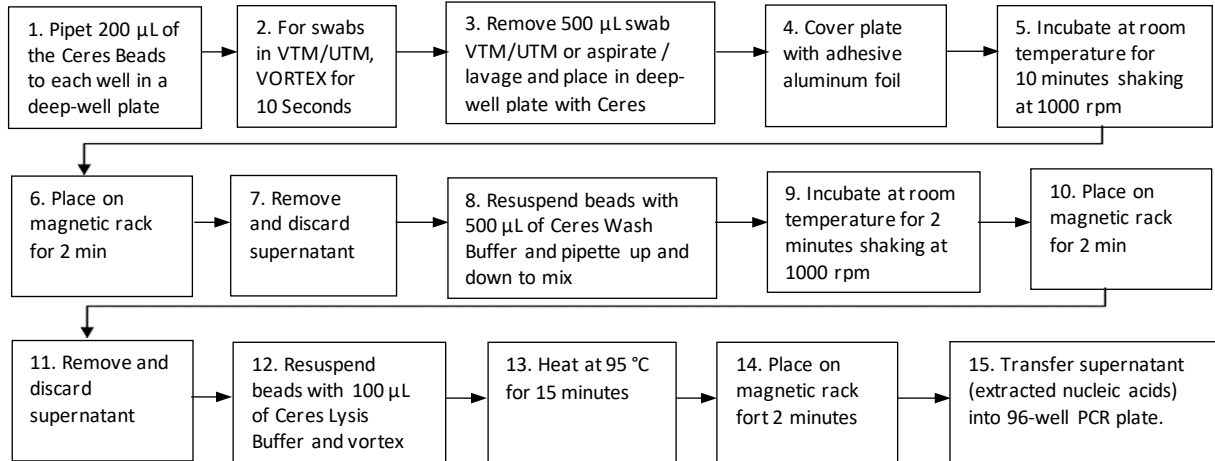 1. Pipet 200 µL of
the Ceres Beads
to each well in a
deep-well plate
2. For swabs
in VTM/UTM,
VORTEX for
10 Seconds
3. Remove 500 µL swab
VTM/UTM or aspirate /
lavage and place in deep-
well plate with Ceres
4. Cover plate
with adhesive
aluminum foil
5. Incubate at room
temperature for
10 minutes shaking
at 1000 rpm
6. Place on
magnetic rack
for 2 min
7. Remove
and discard
supernatant
8. Resuspend beads with
500 µL of Ceres Wash
Buffer and pipette up and
down to mix
9. Incubate at room
temperature for 2
minutes shaking at
1000 rpm
10. Place on
magnetic rack
for 2 min
11. Remove and
discard
supernatant
12. Resuspend
beads with 100 µL
of Ceres Lysis
Buffer and vortex
13. Heat at 95 °C
for 15 minutes
14. Place on
magnetic rack
fort 2 minutes
15. Transfer supernatant
(extracted nucleic acids)
into 96-well PCR plate.